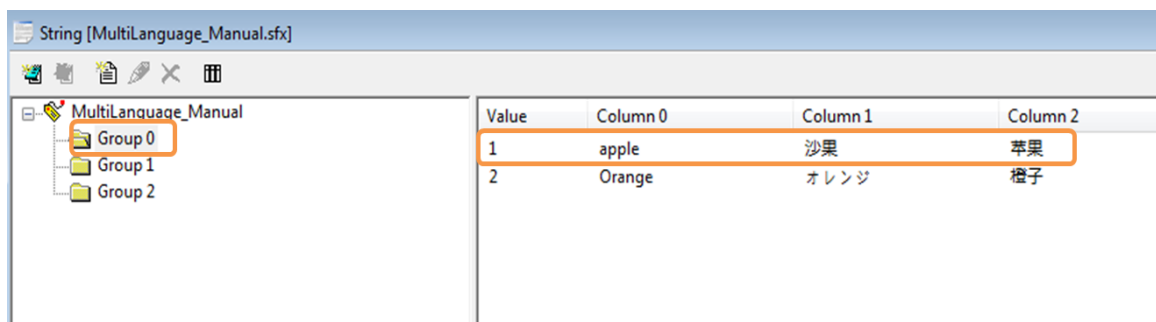 String [MultiLanguage_Manual.sfx]
MultiLanguage_Manual
Group 0
Group 1
Group 2
Value Column 0 Column 1 Column 2
1 apple 沙果 苹果
2 Orange オレンジ 橙子